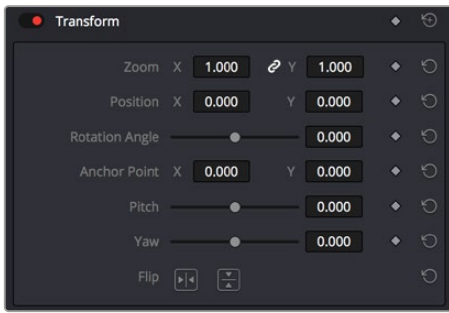 Transform
Zoom X 1.000 Y 1.000
Position X 0.000 Y 0.000
Rotation Angle 0.000
Anchor Point X 0.000 Y 0.000
Pitch 0.000
Yaw 0.000
Flip